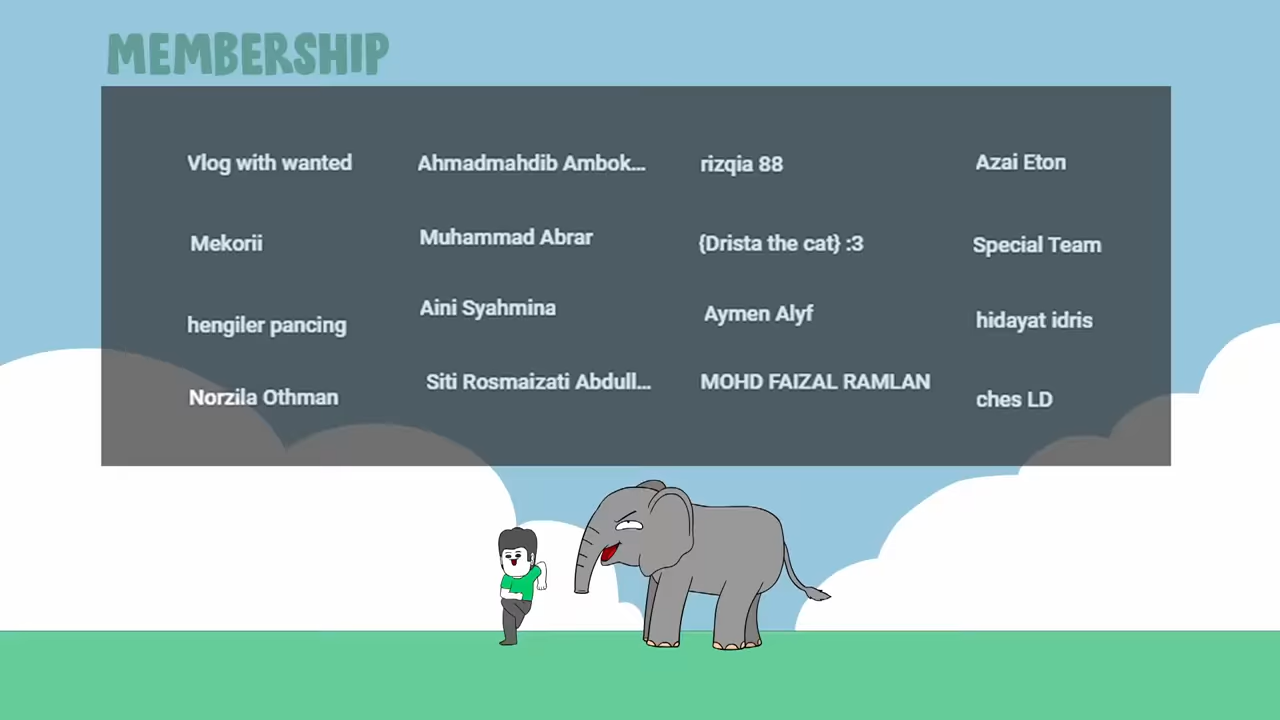 MEMBERSHIP
Vlog with wanted
Ahmadmahdib Ambok...
rizqia 88
Azai Eton
Mekorii
Muhammad Abrar
{Drista the cat} :3
Special Team
hengiler pancing
Aini Syahmina
Aymen Alyf
hidayat idris
Norzila Othman
Siti Rosmaizati Abdull...
MOHD FAIZAL RAMLAN
ches LD